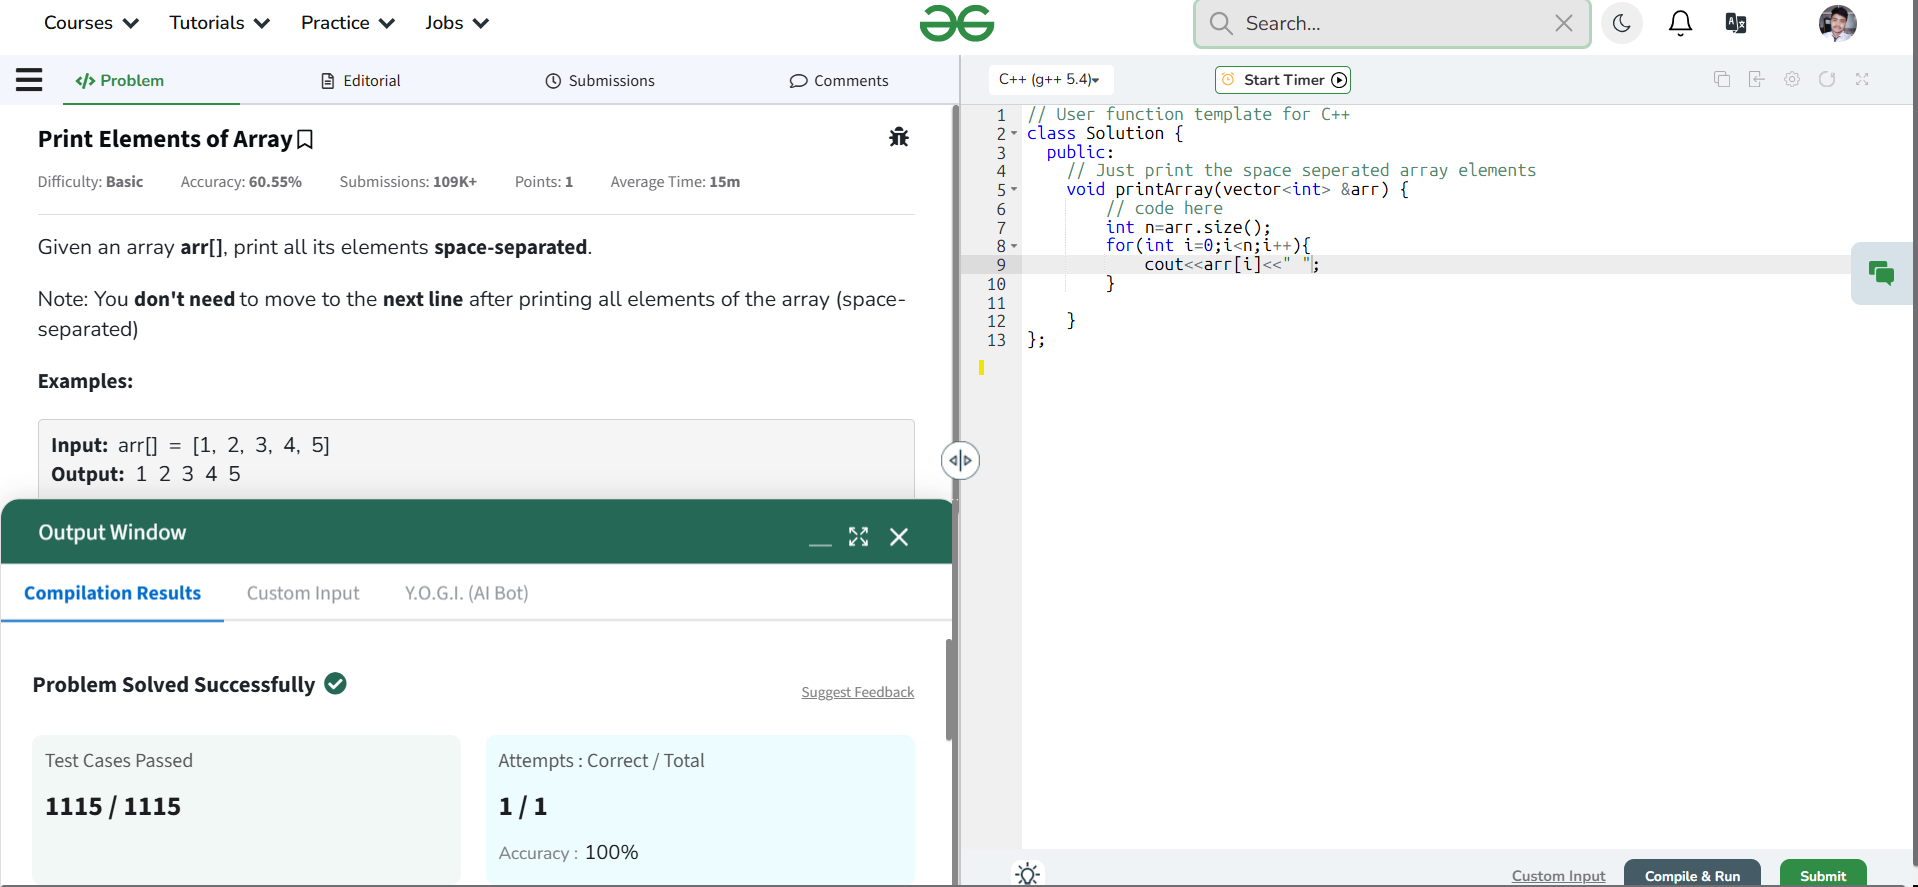 Courses Tutorials Practice Jobs
Search...
Problem Editorial Submissions Comments
C++ (g++ 5.4) Start Timer
Print Elements of Array
Difficulty: Basic Accuracy: 60.55% Submissions: 109K+ Points: 1 Average Time: 15m
Given an array arr[], print all its elements space-separated.
Note: You don't need to move to the next line after printing all elements of the array (space-
separated)
Examples:
Input: arr[] = [1, 2, 3, 4, 5]
Output: 1 2 3 4 5
Output Window
Compilation Results Custom Input Y.O.G.I. (AI Bot)
Problem Solved Successfully
Suggest Feedback
Test Cases Passed
1115 / 1115
Attempts : Correct / Total
1 / 1
Accuracy : 100%
1 // User function template for C++
2 class Solution {
3 public:
4 // Just print the space seperated array elements
5 void printArray(vector<int> &arr) {
6 // code here
7 int n=arr.size();
8 for(int i=0;i<n;i++){
9 cout<<arr[i]<<" ";
10 }
11
12 }
13 };
Custom Input Compile & Run Submit